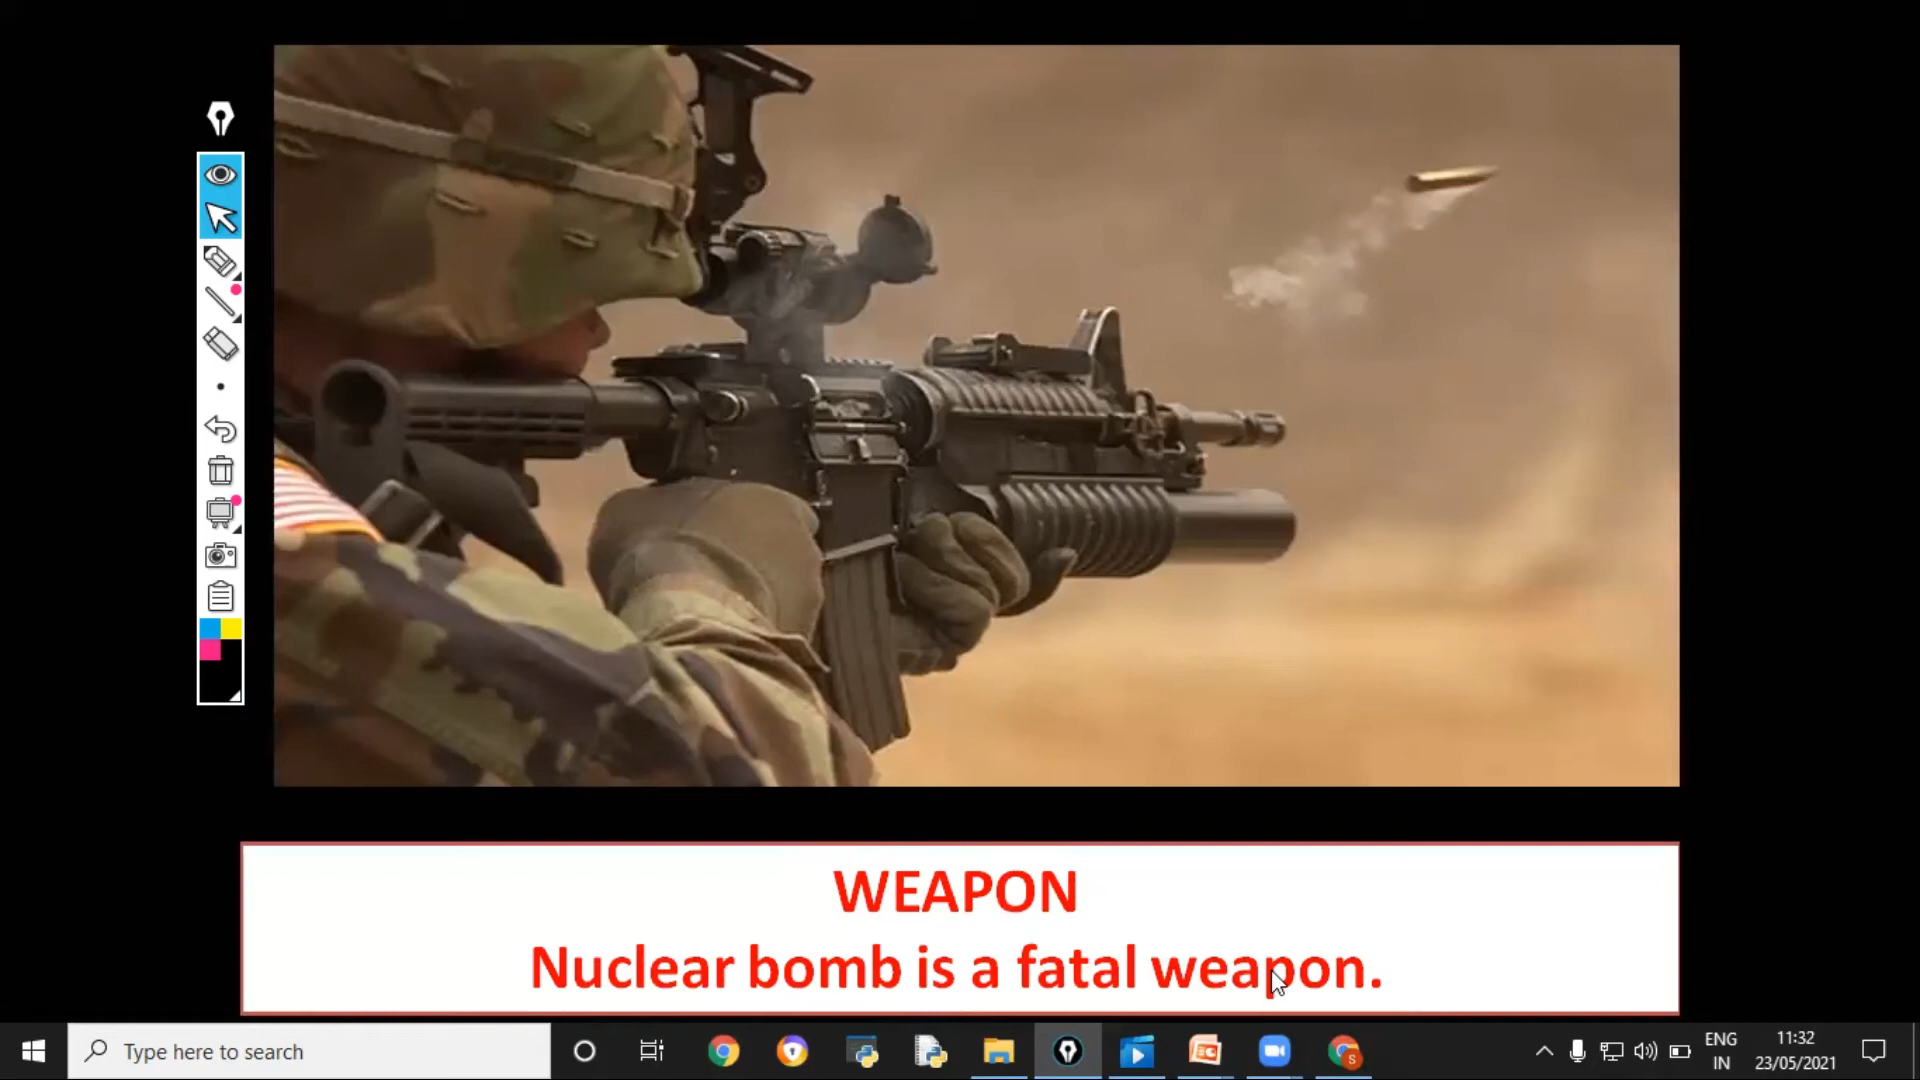 WEAPON
Nuclear bomb is a fatal weapon.
Type here to search
S
ENG
IN
11:32
23/05/2021